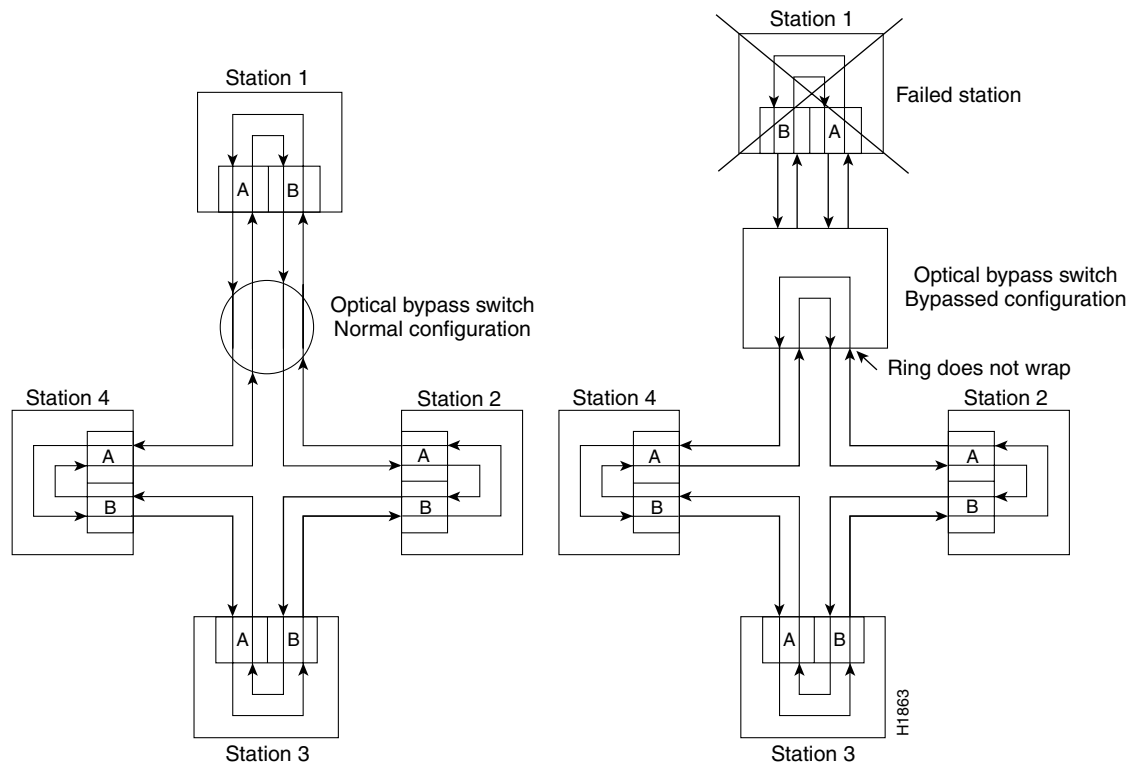 Station 1
A
B
Optical bypass switch
Normal configuration
Station 4
A
B
Station 2
A
B
A
B
Station 3
Station 1
Failed station
B
A
Optical bypass switch
Bypassed configuration
Ring does not wrap
Station 4
A
B
Station 2
A
B
A
B
Station 3
H1863